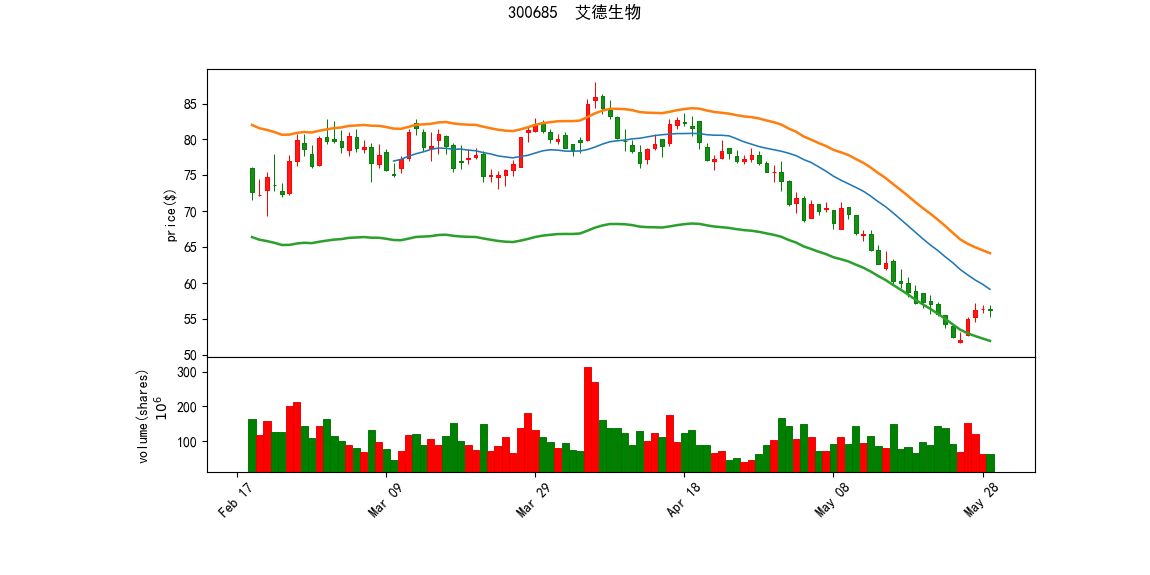 300685 艾德生物
price($)
85
80
75
70
65
60
55
50
volume(shares)
10^6
300
200
100
Feb 17
Mar 09
Mar 29
Apr 18
May 08
May 28